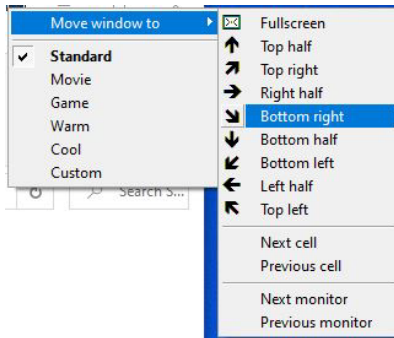 Move window to
Standard
Movie
Game
Warm
Cool
Custom
Search S...
Fullscreen
Top half
Top right
Right half
Bottom right
Bottom half
Bottom left
Left half
Top left
Next cell
Previous cell
Next monitor
Previous monitor